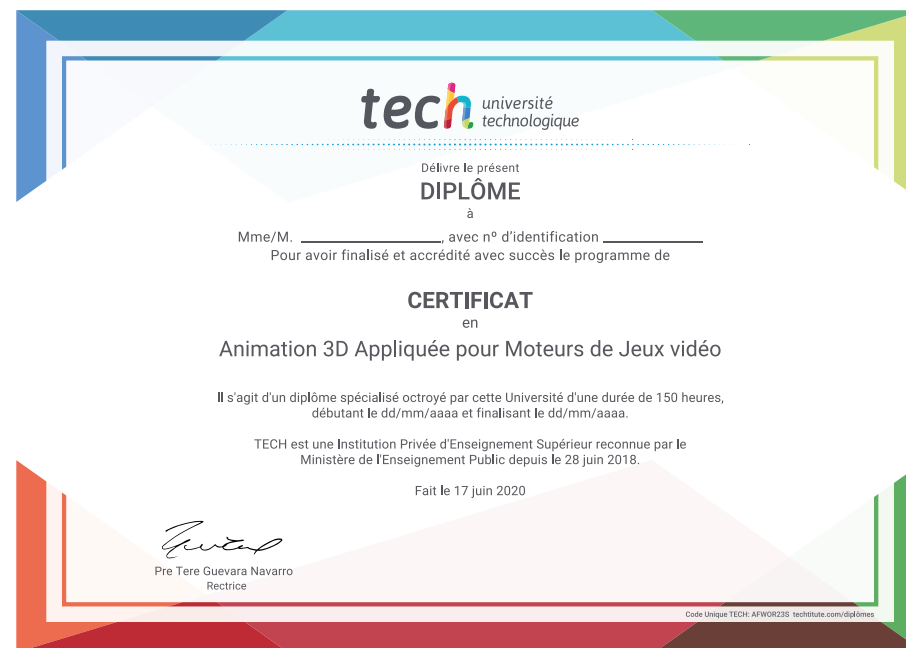 tech université
technologique
Délivre le présent
DIPLÔME
à
Mme/M. ____________________, avec nº d'identification ______________
Pour avoir finalisé et accrédité avec succès le programme de
CERTIFICAT
en
Animation 3D Appliquée pour Moteurs de Jeux vidéo
Il s'agit d'un diplôme spécialisé octroyé par cette Université d'une durée de 150 heures,
débutant le dd/mm/aaaa et finalisant le dd/mm/aaaa.
TECH est une Institution Privée d'Enseignement Supérieur reconnue par le
Ministère de l'Enseignement Public depuis le 28 juin 2018.
Fait le 17 juin 2020
Pre Tere Guevara Navarro
Rectrice
Code Unique TECH: AFWOR23S techtitute.com/diplômes